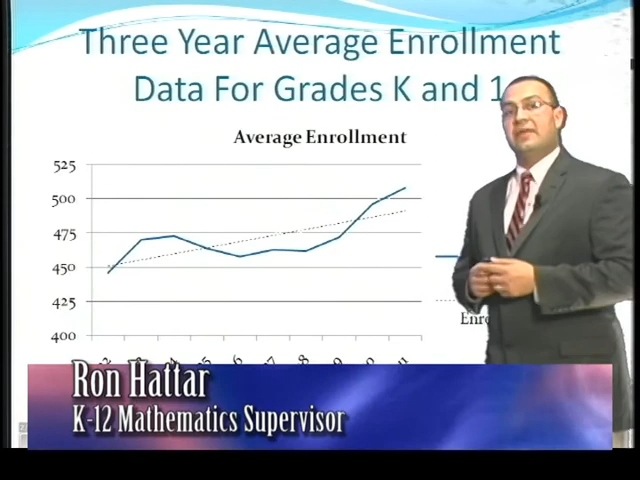 Three Year Average Enrollment
Data For Grades K and 1
Average Enrollment
525
500
475
450
425
400
Ron Hattar
K-12 Mathematics Supervisor